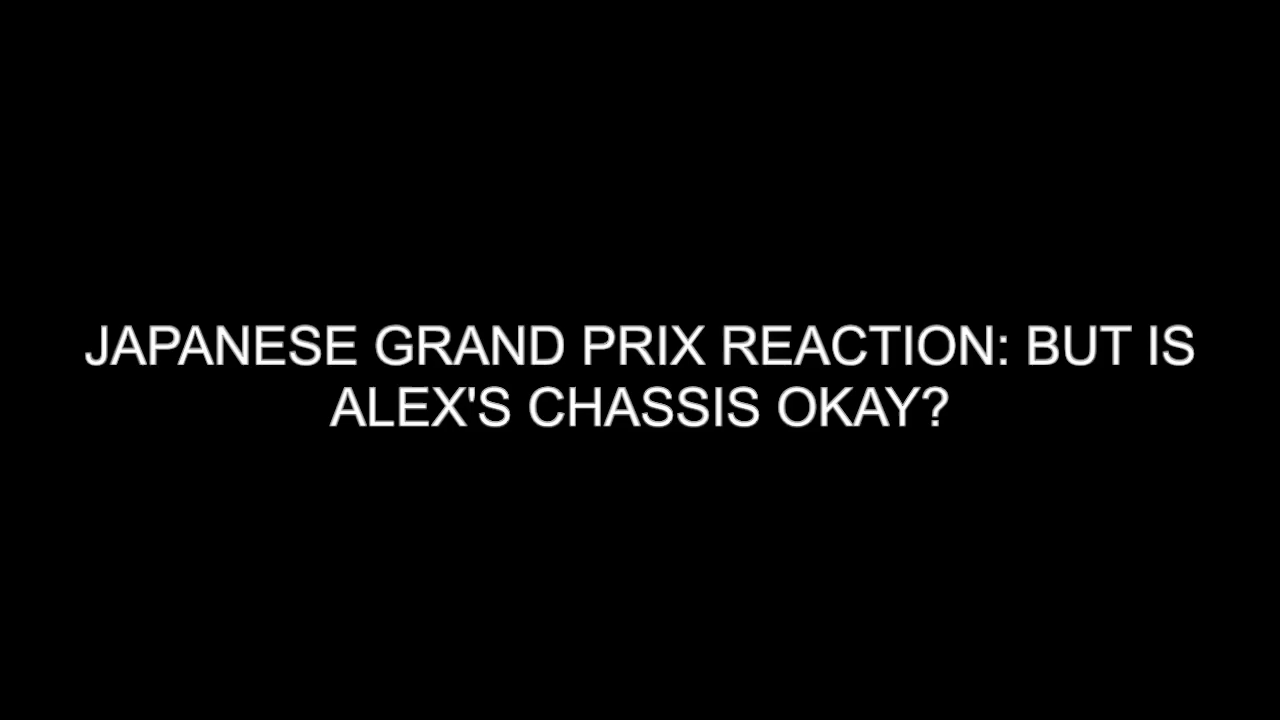 JAPANESE GRAND PRIX REACTION: BUT IS
ALEX'S CHASSIS OKAY?